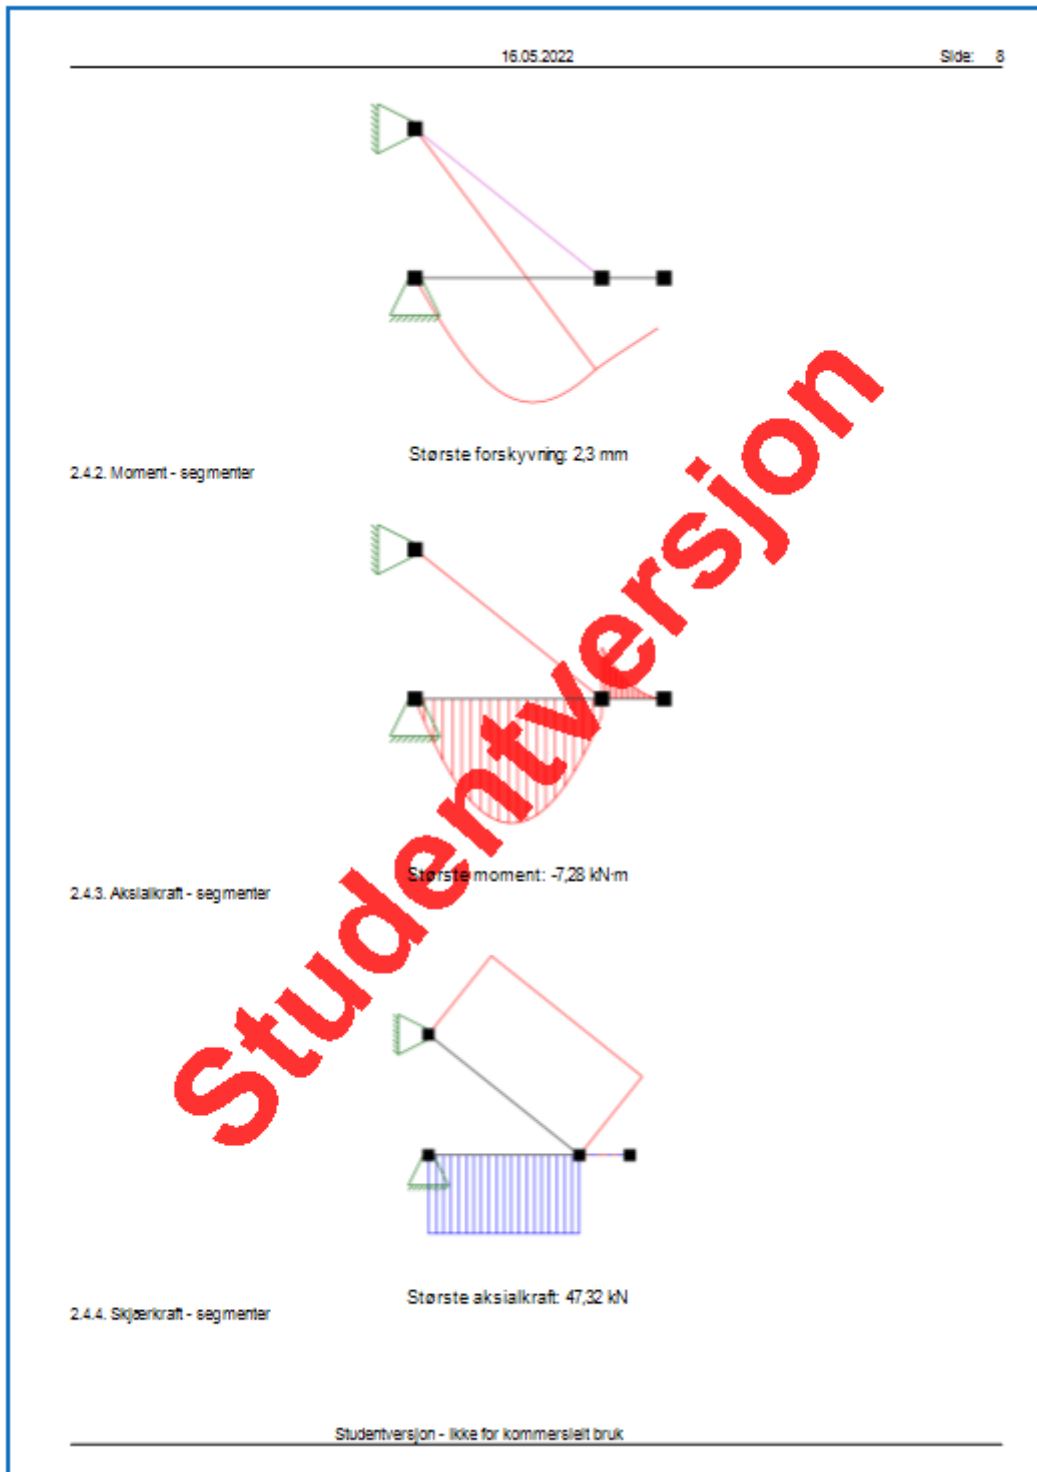 16.05.2022 Side: 8
Største forskyvning: 2,3 mm
2.4.2. Moment - segmenter
Største moment: -7,28 kN·m
2.4.3. Aksialkraft - segmenter
Største aksialkraft: 47,32 kN
2.4.4. Skjærkraft - segmenter
Studentversjon
Studentversjon - Ikke for kommersielt bruk